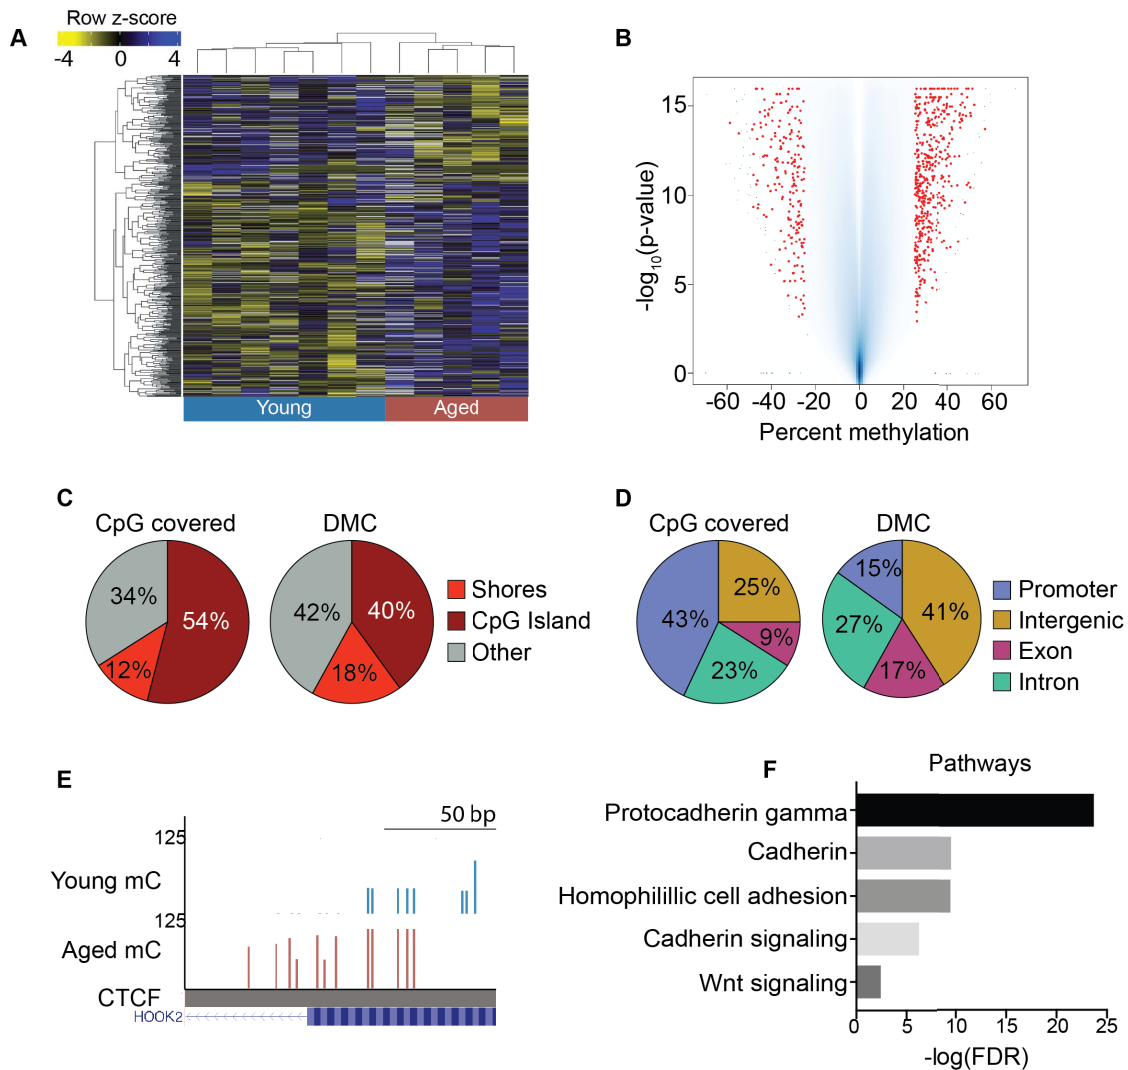 A
Row z-score
-4 0 4
Young Aged
B
15
10
5
0
-log10(p-value)
-60 -40 -20 0 20 40 60
Percent methylation
C
CpG covered DMC
34% 54% 12%
42% 40% 18%
Shores
CpG Island
Other
D
CpG covered DMC
43% 25% 9% 23%
15% 41% 27% 17%
Promoter
Intergenic
Exon
Intron
E
50 bp
125
Young mC
125
Aged mC
CTCF
HOOK2
F
Pathways
Protocadherin gamma
Cadherin
Homophilillic cell adhesion
Cadherin signaling
Wnt signaling
0 5 10 15 20 25
-log(FDR)